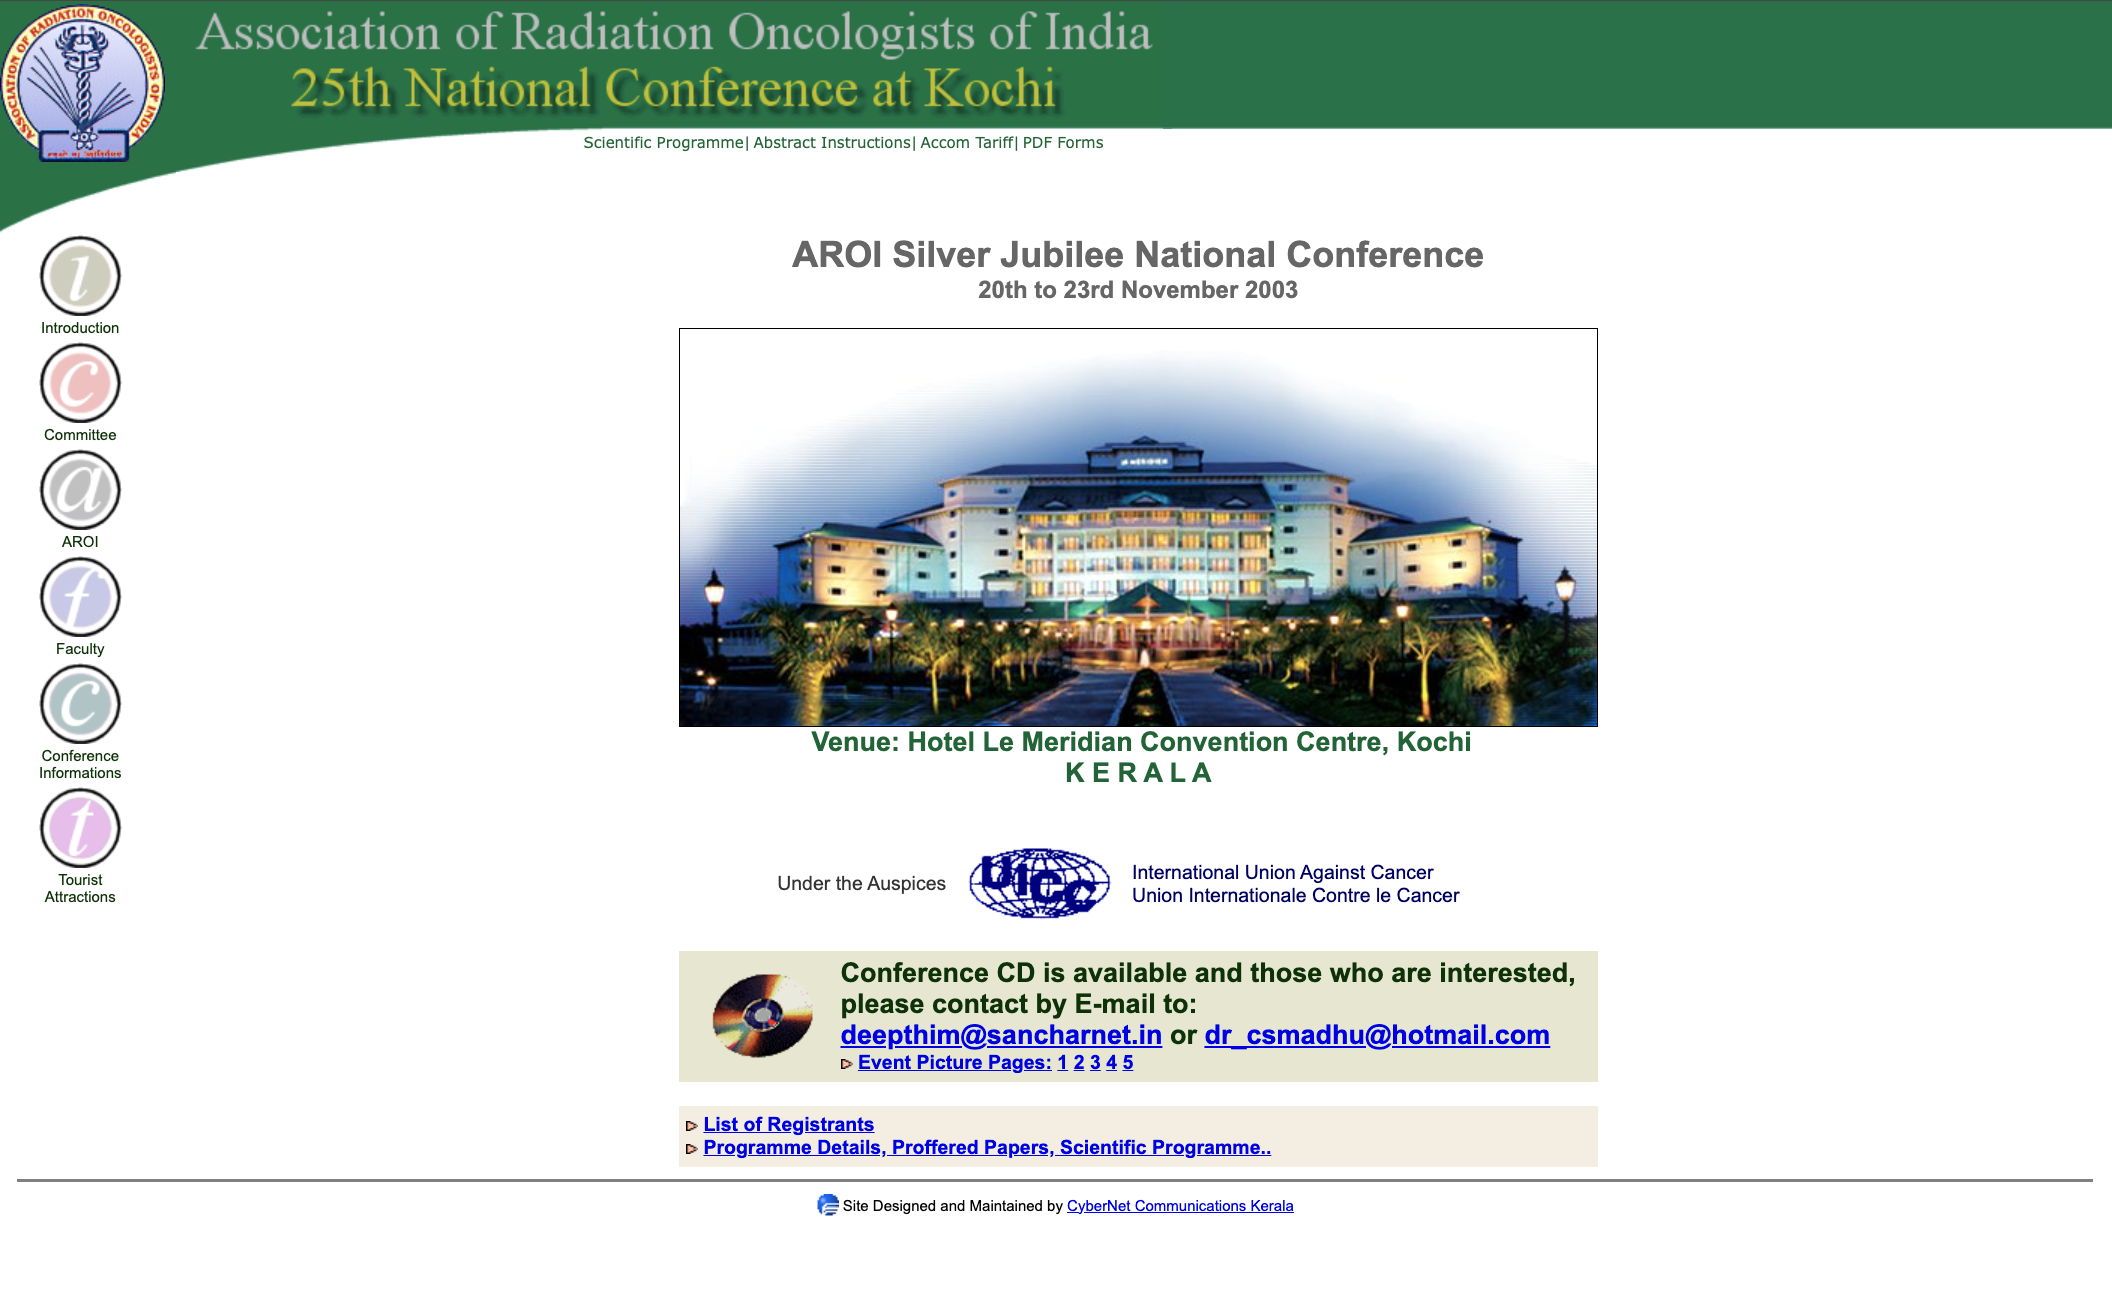 ASSOCIATION OF RADIATION ONCOLOGISTS OF INDIA
Association of Radiation Oncologists of India
25th National Conference at Kochi
Scientific Programme| Abstract Instructions| Accom Tariff| PDF Forms
i
Introduction
c
Committee
a
AROI
f
Faculty
c
Conference
Informations
t
Tourist
Attractions
AROI Silver Jubilee National Conference
20th to 23rd November 2003
Venue: Hotel Le Meridian Convention Centre, Kochi
K E R A L A
Under the Auspices
UICC
International Union Against Cancer
Union Internationale Contre le Cancer
Conference CD is available and those who are interested,
please contact by E-mail to:
deepthim@sancharnet.in or dr_csmadhu@hotmail.com
Event Picture Pages: 1 2 3 4 5
List of Registrants
Programme Details, Proffered Papers, Scientific Programme..
Site Designed and Maintained by CyberNet Communications Kerala